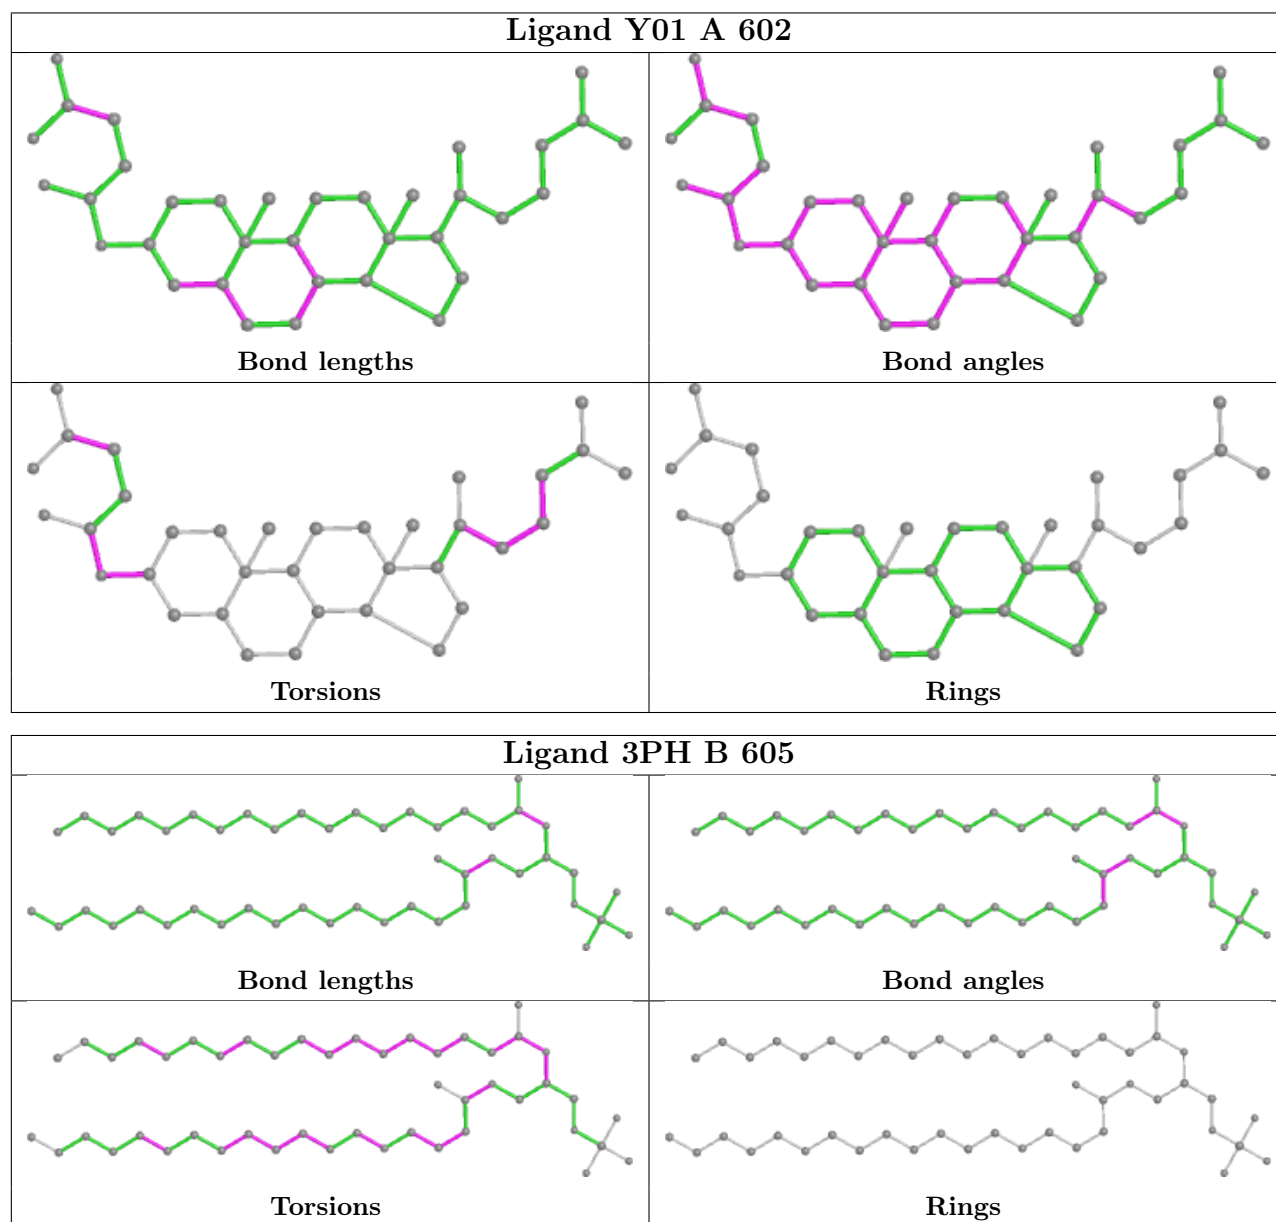 Ligand Y01 A 602
Bond lengths
Bond angles
Torsions
Rings
Ligand 3PH B 605
Bond lengths
Bond angles
Torsions
Rings